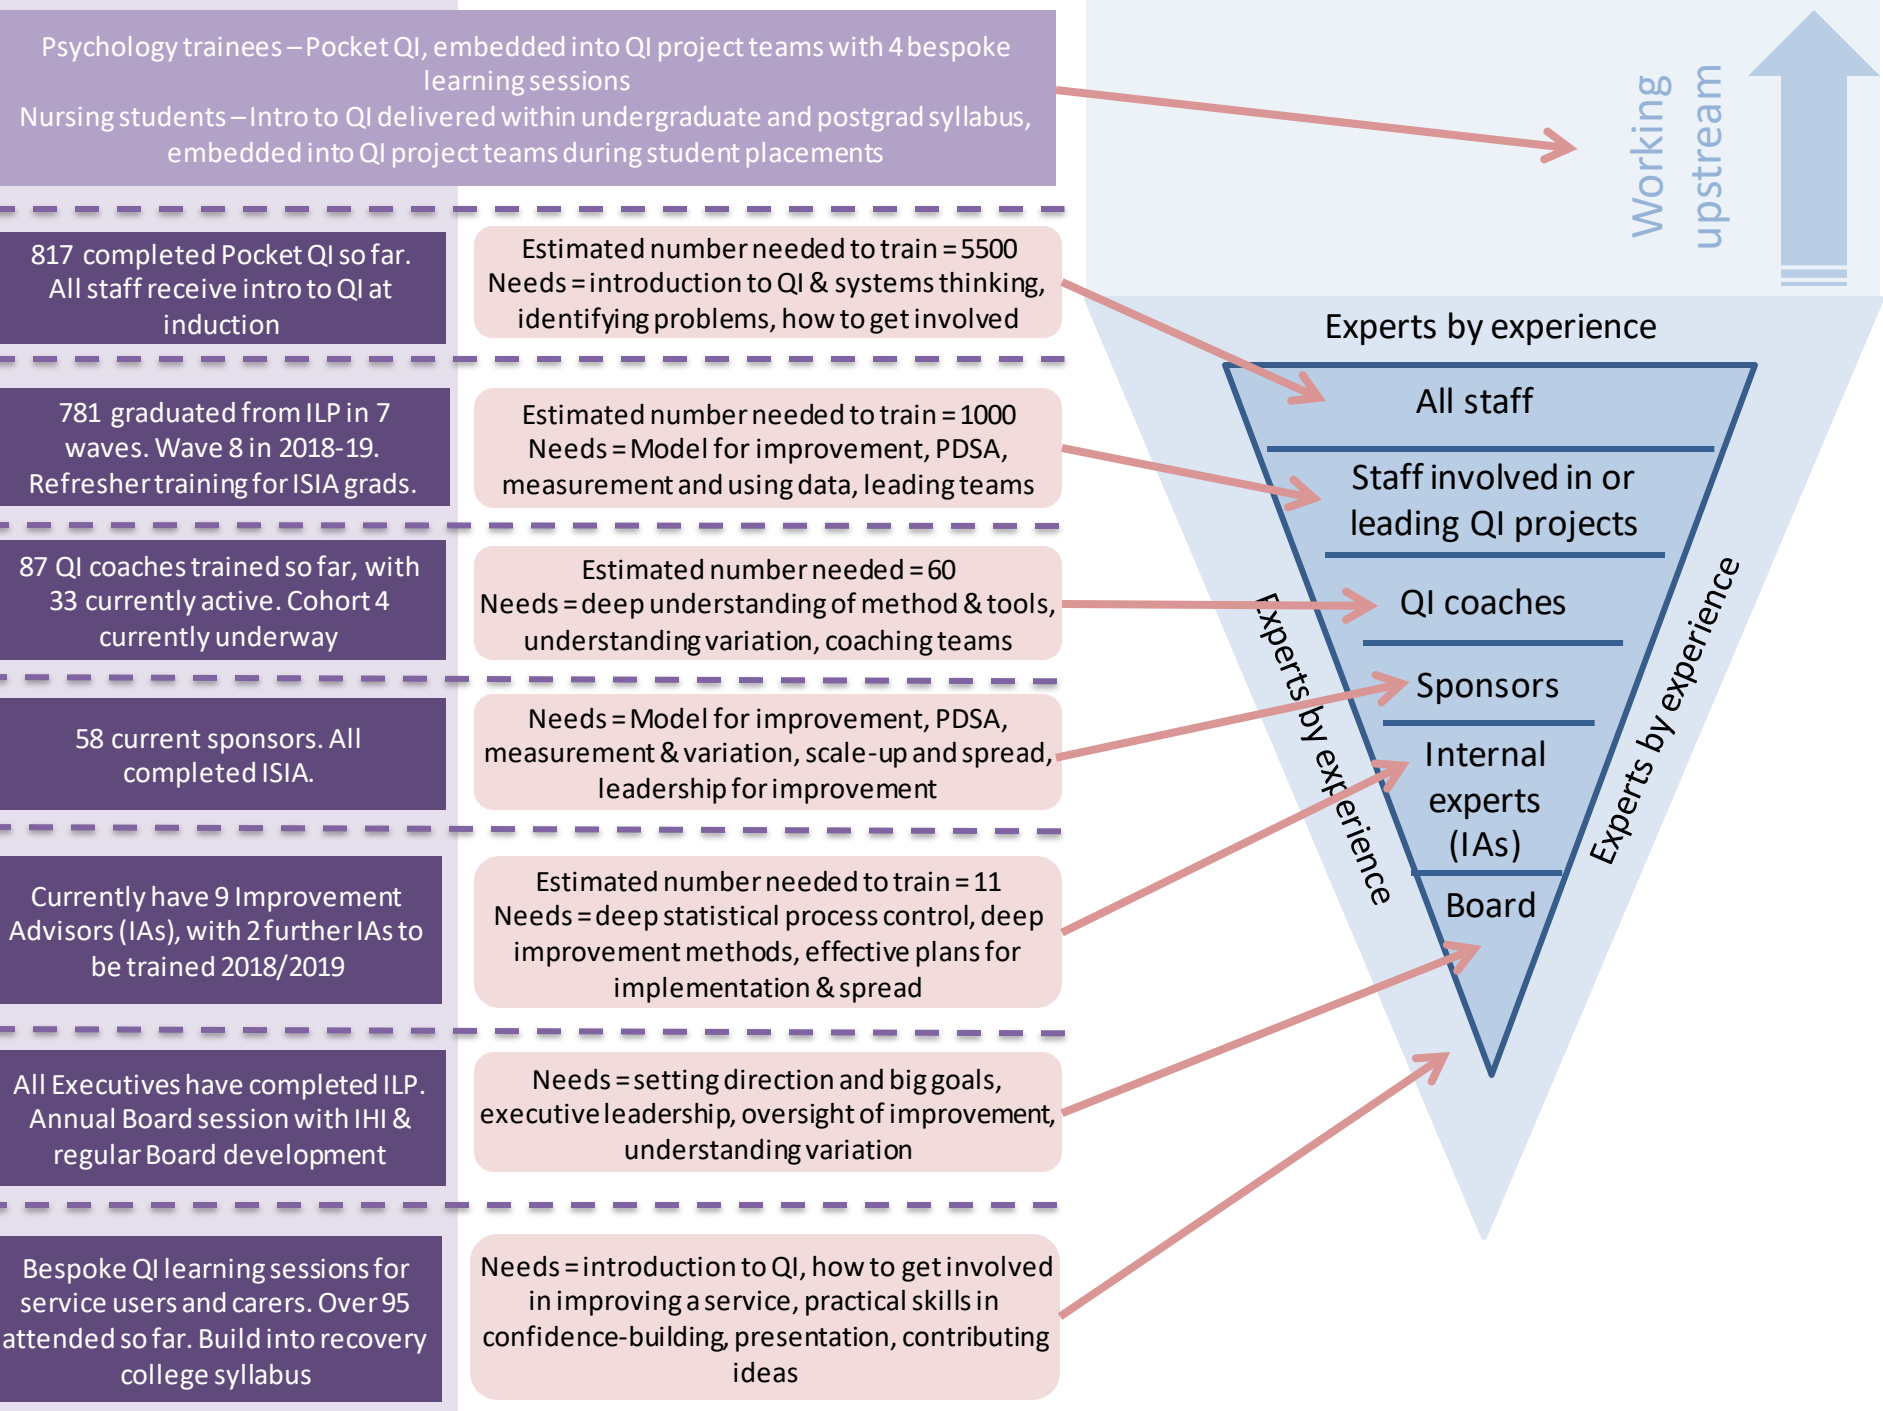 Psychology trainees – Pocket QI, embedded into QI project teams with 4 bespoke
learning sessions
Nursing students – Intro to QI delivered within undergraduate and postgrad syllabus,
embedded into QI project teams during student placements
Working
upstream
817 completed Pocket QI so far.
All staff receive intro to QI at
induction
Estimated number needed to train = 5500
Needs = introduction to QI & systems thinking,
identifying problems, how to get involved
781 graduated from ILP in 7
waves. Wave 8 in 2018-19.
Refresher training for ISIA grads.
Estimated number needed to train = 1000
Needs = Model for improvement, PDSA,
measurement and using data, leading teams
87 QI coaches trained so far, with
33 currently active. Cohort 4
currently underway
Estimated number needed = 60
Needs = deep understanding of method & tools,
understanding variation, coaching teams
58 current sponsors. All
completed ISIA.
Needs = Model for improvement, PDSA,
measurement & variation, scale-up and spread,
leadership for improvement
Currently have 9 Improvement
Advisors (IAs), with 2 further IAs to
be trained 2018/2019
Estimated number needed to train = 11
Needs = deep statistical process control, deep
improvement methods, effective plans for
implementation & spread
All Executives have completed ILP.
Annual Board session with IHI &
regular Board development
Needs = setting direction and big goals,
executive leadership, oversight of improvement,
understanding variation
Bespoke QI learning sessions for
service users and carers. Over 95
attended so far. Build into recovery
college syllabus
Needs = introduction to QI, how to get involved
in improving a service, practical skills in
confidence-building, presentation, contributing
ideas
Experts by experience
All staff
Staff involved in or
leading QI projects
QI coaches
Sponsors
Internal
experts
(IAs)
Board
Experts by experience
Experts by experience